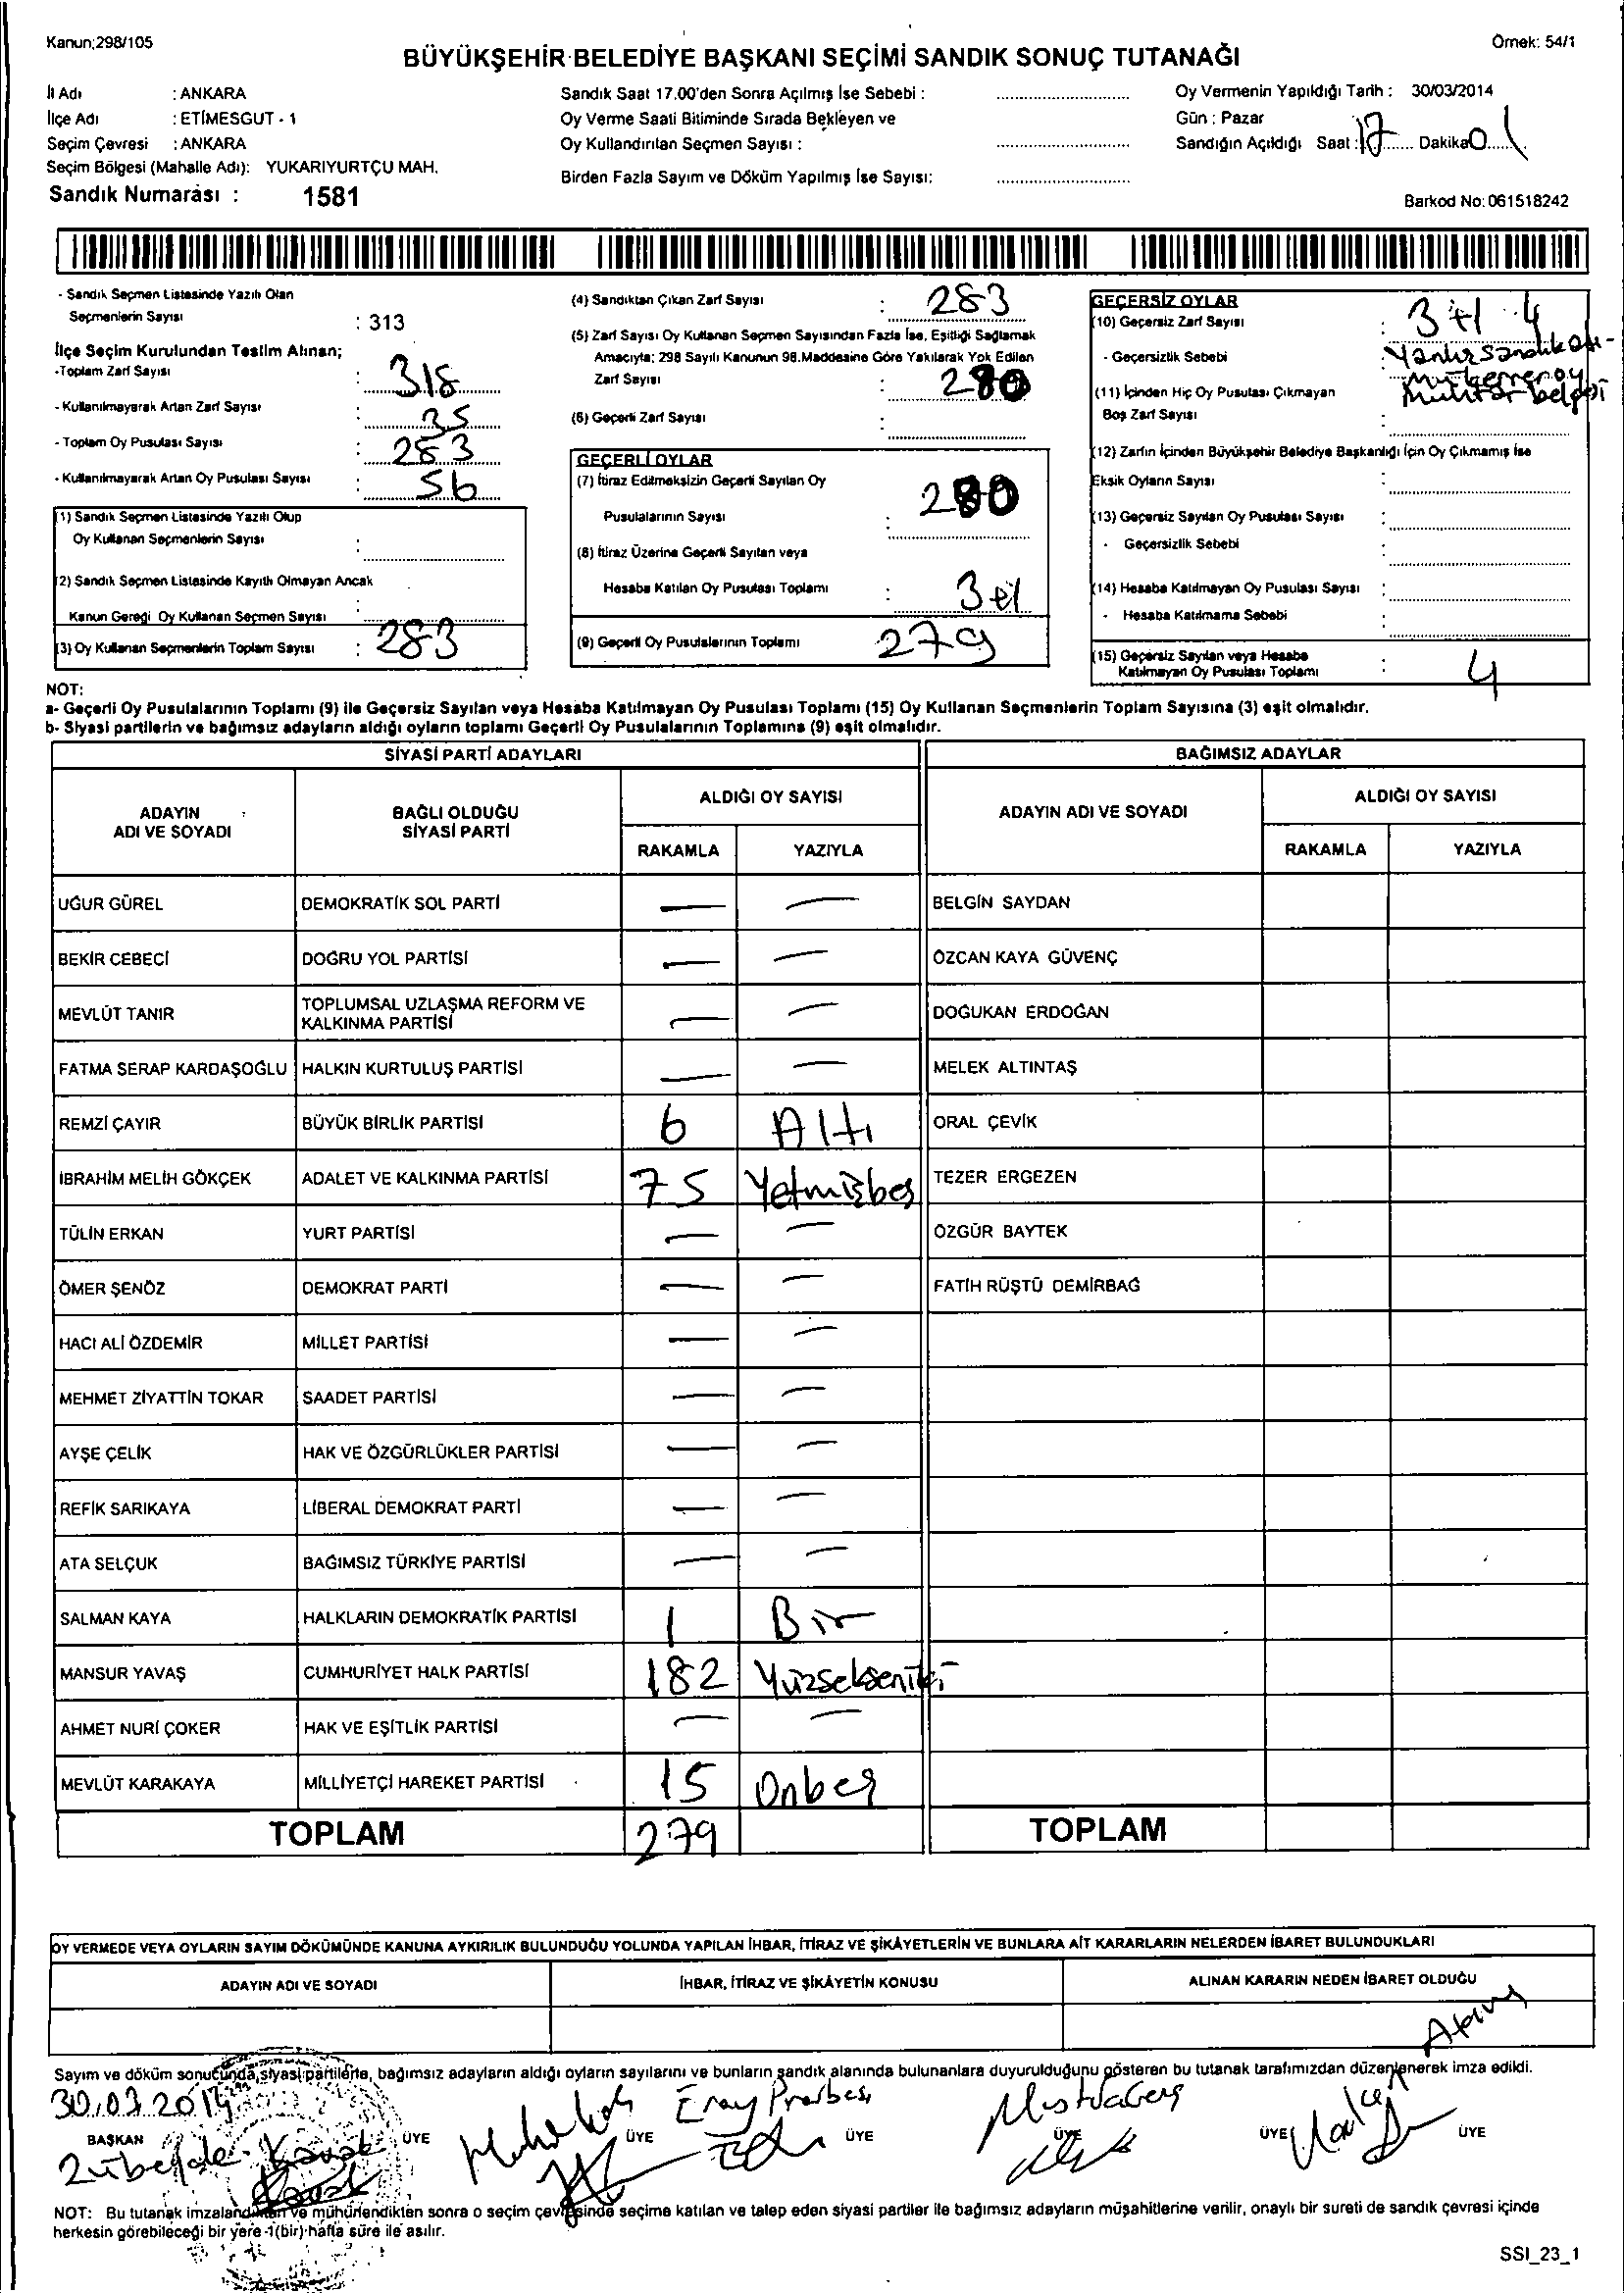 Kanun;298/105
Örnek: 54/1
BÜYÜKŞEHİR BELEDİYE BAŞKANI SEÇİMİ SANDIK SONUÇ TUTANAĞI
İl Adı : ANKARA
İlçe Adı : ETİMESGUT - 1
Seçim Çevresi : ANKARA
Seçim Bölgesi (Mahalle Adı): YUKARIYURTÇU MAH.
Sandık Numarası : 1581
Sandık Saat 17.00'den Sonra Açılmış İse Sebebi :
Oy Verme Saati Bitiminde Sırada Bekleyen ve
Oy Kullandırılan Seçmen Sayısı :
Birden Fazla Sayım ve Döküm Yapılmış İse Sayısı:
Oy Vermenin Yapıldığı Tarih : 30/03/2014
Gün : Pazar
Sandığın Açıldığı Saat : 17 Dakika 01
Barkod No: 061518242
- Sandık Seçmen Listesinde Yazılı Olan
Seçmenlerin Sayısı : 313
İlçe Seçim Kurulundan Teslim Alınan;
-Toplam Zarf Sayısı : 318
- Kullanılmayarak Artan Zarf Sayısı : 35
- Toplam Oy Pusulası Sayısı : 283
- Kullanılmayarak Artan Oy Pusulası Sayısı : 56
(1) Sandık Seçmen Listesinde Yazılı Olup
Oy Kullanan Seçmenlerin Sayısı :
(2) Sandık Seçmen Listesinde Kayıtlı Olmayan Ancak
Kanun Gereği Oy Kullanan Seçmen Sayısı :
(3) Oy Kullanan Seçmenlerin Toplam Sayısı : 283
(4) Sandıktan Çıkan Zarf Sayısı : 283
(5) Zarf Sayısı Oy Kullanan Seçmen Sayısından Fazla İse, Eşitliği Sağlamak
Amacıyla; 298 Sayılı Kanunun 98.Maddesine Göre Yakılarak Yok Edilen
Zarf Sayısı : 280
(6) Geçerli Zarf Sayısı :
GEÇERLİ OYLAR
(7) İtiraz Edilmeksizin Geçerli Sayılan Oy
Pusulalarının Sayısı : 280
(8) İtiraz Üzerine Geçerli Sayılan veya
Hesaba Katılan Oy Pusulası Toplamı : 3
(9) Geçerli Oy Pusulalarının Toplamı 279
GEÇERSİZ OYLAR
(10) Geçersiz Zarf Sayısı : 3+1 4
- Geçersizlik Sebebi : Yanlız sandık
mükerrer oy
Muhtar belgesi
(11) İçinden Hiç Oy Pusulası Çıkmayan
Boş Zarf Sayısı :
(12) Zarfın İçinden Büyükşehir Belediye Başkanlığı İçin Oy Çıkmamış İse
Eksik Oyların Sayısı :
(13) Geçersiz Sayılan Oy Pusulası Sayısı :
- Geçersizlik Sebebi :
(14) Hesaba Katılmayan Oy Pusulası Sayısı :
- Hesaba Katılmama Sebebi :
(15) Geçersiz Sayılan veya Hesaba
Katılmayan Oy Pusulası Toplamı : 4
NOT:
a- Geçerli Oy Pusulalarının Toplamı (9) ile Geçersiz Sayılan veya Hesaba Katılmayan Oy Pusulası Toplamı (15) Oy Kullanan Seçmenlerin Toplam Sayısına (3) eşit olmalıdır.
b- Siyasi partilerin ve bağımsız adayların aldığı oyların toplamı Geçerli Oy Pusulalarının Toplamına (9) eşit olmalıdır.
SİYASİ PARTİ ADAYLARI BAĞIMSIZ ADAYLAR
ADAYIN ADI VE SOYADI BAĞLI OLDUĞU SİYASİ PARTİ ALDIĞI OY SAYISI ADAYIN ADI VE SOYADI ALDIĞI OY SAYISI
RAKAMLA YAZIYLA RAKAMLA YAZIYLA
UĞUR GÜREL DEMOKRATİK SOL PARTİ — — BELGİN SAYDAN
BEKİR CEBECİ DOĞRU YOL PARTİSİ — — ÖZCAN KAYA GÜVENÇ
MEVLÜT TANIR TOPLUMSAL UZLAŞMA REFORM VE KALKINMA PARTİSİ — — DOĞUKAN ERDOĞAN
FATMA SERAP KARDAŞOĞLU HALKIN KURTULUŞ PARTİSİ — — MELEK ALTINTAŞ
REMZİ ÇAYIR BÜYÜK BİRLİK PARTİSİ 6 Altı ORAL ÇEVİK
İBRAHİM MELİH GÖKÇEK ADALET VE KALKINMA PARTİSİ 75 Yetmişbeş TEZER ERGEZEN
TÜLİN ERKAN YURT PARTİSİ — — ÖZGÜR BAYTEK
ÖMER ŞENÖZ DEMOKRAT PARTİ — — FATİH RÜŞTÜ DEMİRBAĞ
HACI ALİ ÖZDEMİR MİLLET PARTİSİ — —
MEHMET ZİYATTİN TOKAR SAADET PARTİSİ — —
AYŞE ÇELİK HAK VE ÖZGÜRLÜKLER PARTİSİ — —
REFİK SARIKAYA LİBERAL DEMOKRAT PARTİ — —
ATA SELÇUK BAĞIMSIZ TÜRKİYE PARTİSİ — —
SALMAN KAYA HALKLARIN DEMOKRATİK PARTİSİ 1 Bir
MANSUR YAVAŞ CUMHURİYET HALK PARTİSİ 182 Yüzsekseniki
AHMET NURİ ÇOKER HAK VE EŞİTLİK PARTİSİ — —
MEVLÜT KARAKAYA MİLLİYETÇİ HAREKET PARTİSİ 15 Onbeş
TOPLAM 279 TOPLAM
OY VERMEDE VEYA OYLARIN SAYIM DÖKÜMÜNDE KANUNA AYKIRILIK BULUNDUĞU YOLUNDA YAPILAN İHBAR, İTİRAZ VE ŞİKÂYETLERİN VE BUNLARA AİT KARARLARIN NELERDEN İBARET BULUNDUKLARI
ADAYIN ADI VE SOYADI İHBAR, İTİRAZ VE ŞİKÂYETİN KONUSU ALINAN KARARIN NEDEN İBARET OLDUĞU
Sayım ve döküm sonucunda, siyasi partilerle, bağımsız adayların aldığı oyların sayılarını ve bunların sandık alanında bulunanlara duyurulduğunu gösteren bu tutanak tarafımızdan düzenlenerek imza edildi.
30.03.2014
BAŞKAN ÜYE ÜYE ÜYE ÜYE ÜYE ÜYE
Zübeyde Kavak
NOT: Bu tutanak imzalandıktan ve mühürlendikten sonra o seçim çevresinde seçime katılan ve talep eden siyasi partiler ile bağımsız adayların müşahitlerine verilir, onaylı bir sureti de sandık çevresi içinde
herkesin görebileceği bir yere 1(bir) hafta süre ile asılır.
SSI_23_1